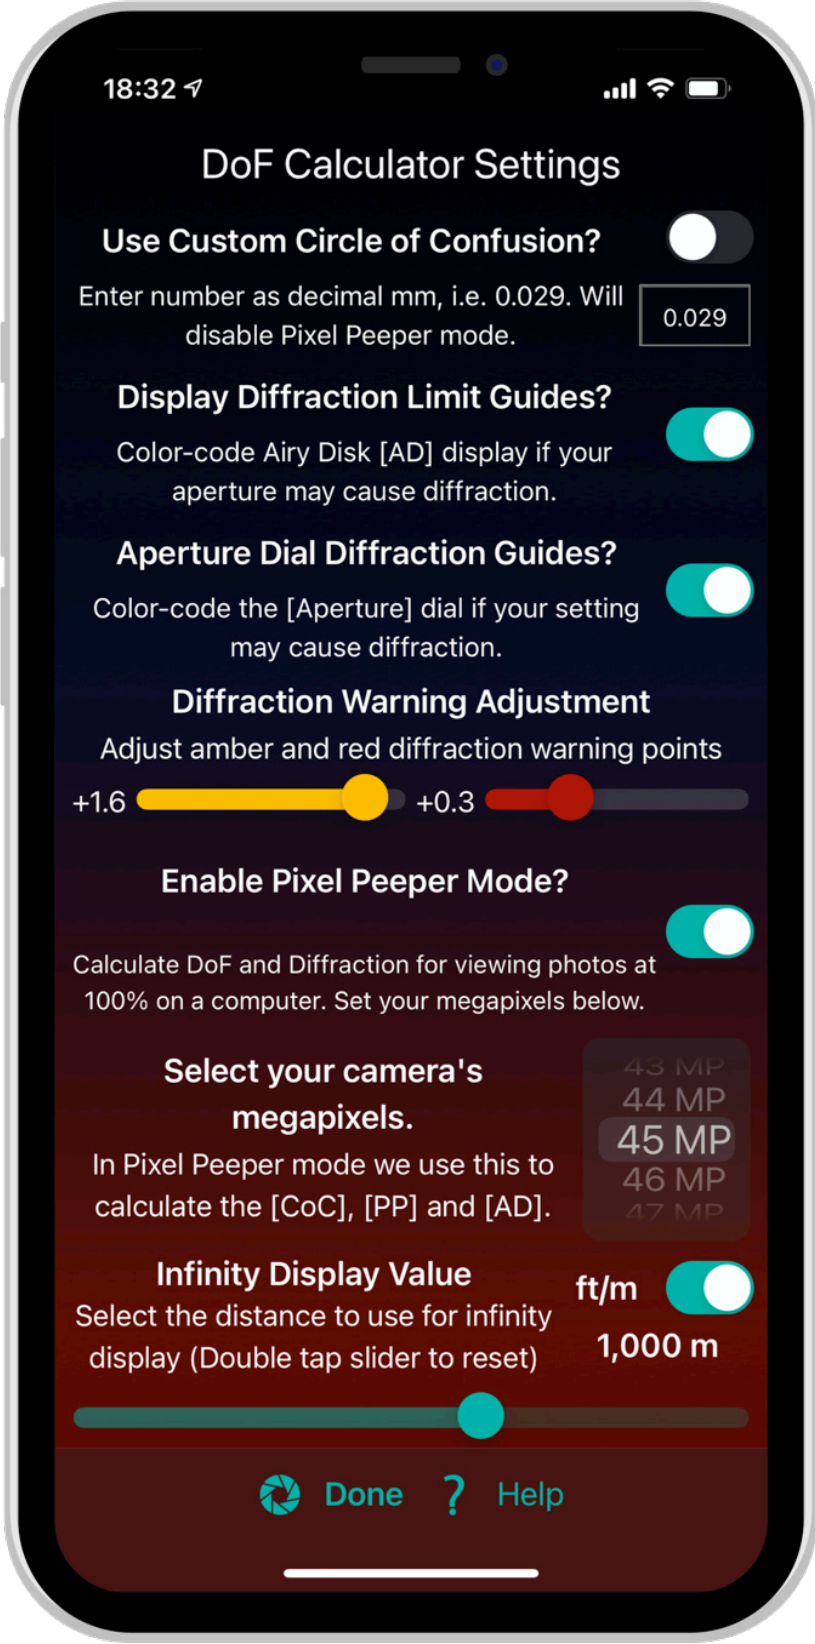 18:32
DoF Calculator Settings
Use Custom Circle of Confusion?
Enter number as decimal mm, i.e. 0.029. Will
disable Pixel Peeper mode.
0.029
Display Diffraction Limit Guides?
Color-code Airy Disk [AD] display if your
aperture may cause diffraction.
Aperture Dial Diffraction Guides?
Color-code the [Aperture] dial if your setting
may cause diffraction.
Diffraction Warning Adjustment
Adjust amber and red diffraction warning points
+1.6 +0.3
Enable Pixel Peeper Mode?
Calculate DoF and Diffraction for viewing photos at
100% on a computer. Set your megapixels below.
Select your camera's
megapixels.
In Pixel Peeper mode we use this to
calculate the [CoC], [PP] and [AD].
43 MP
44 MP
45 MP
46 MP
47 MP
Infinity Display Value
Select the distance to use for infinity
display (Double tap slider to reset)
ft/m
1,000 m
Done ? Help